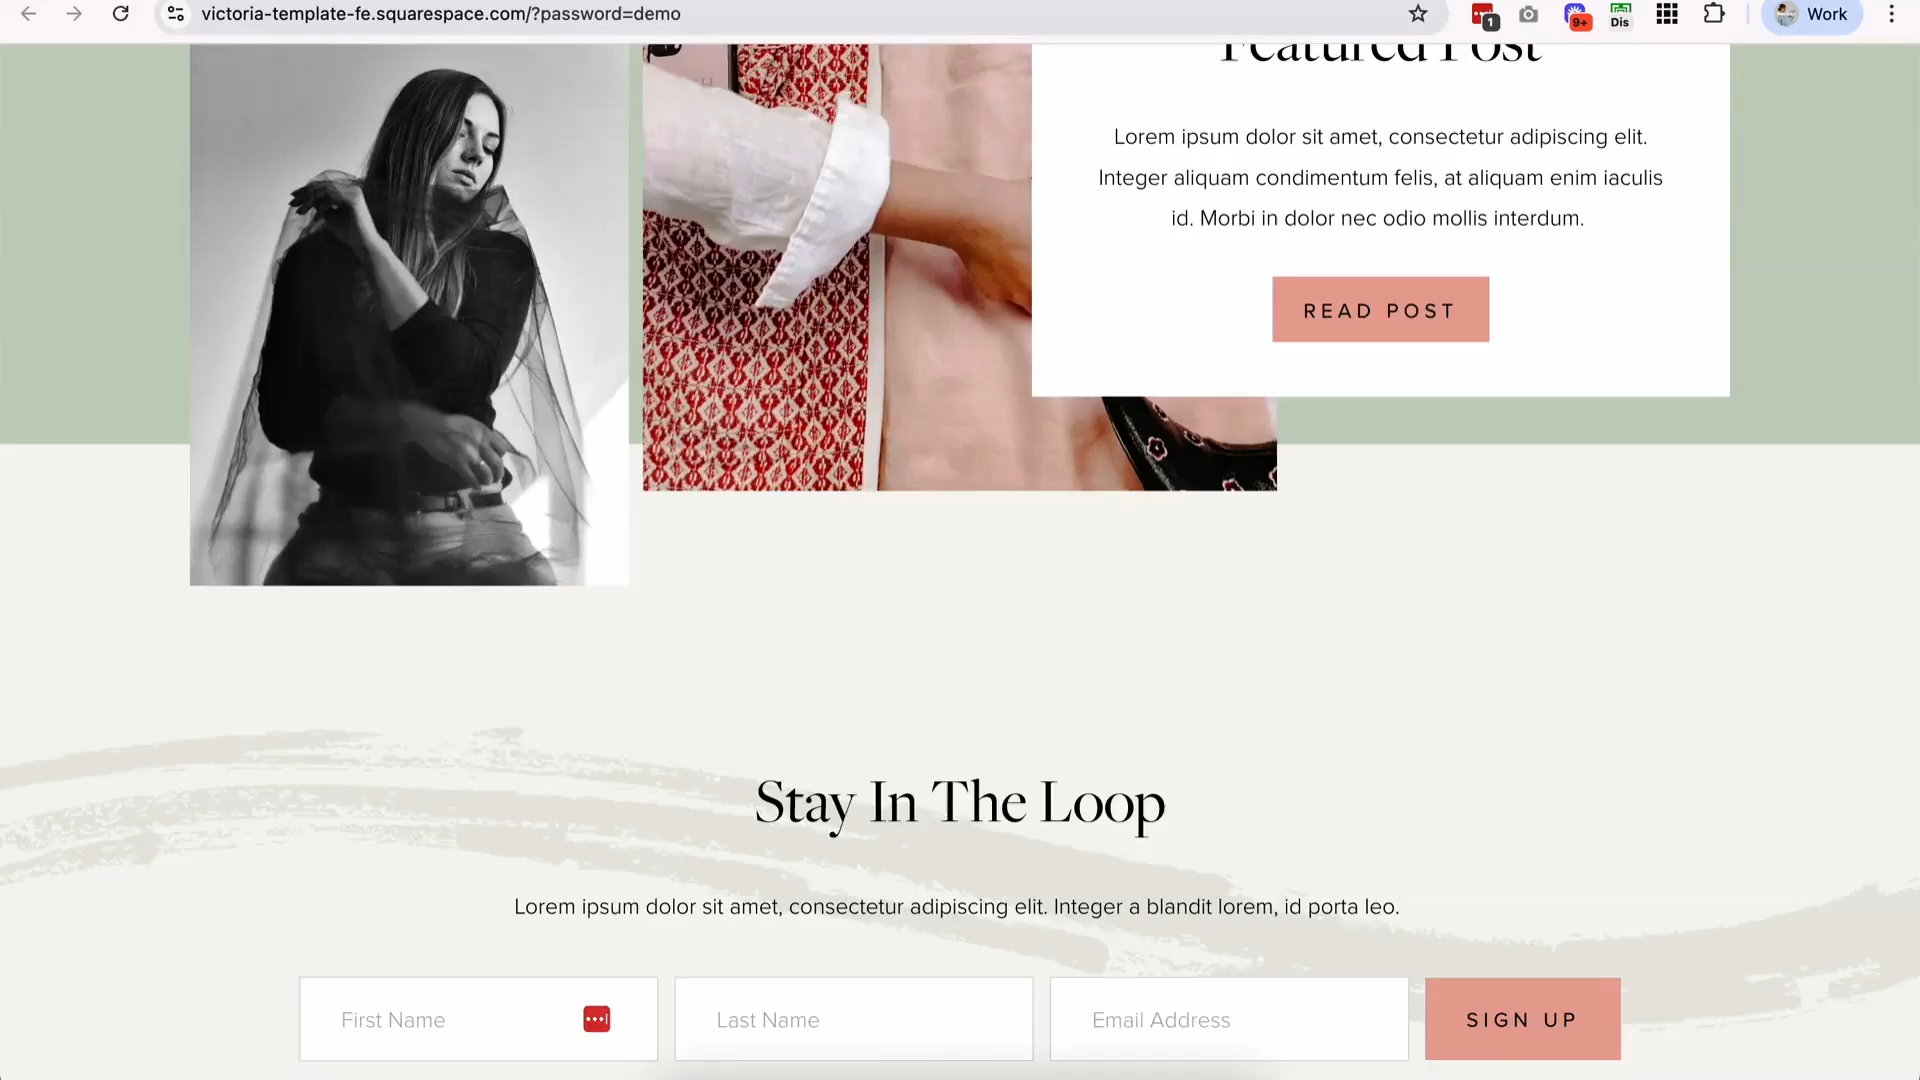 victoria-template-fe.squarespace.com/?password=demo
1
9+
Dis
Work
Featured Post
Lorem ipsum dolor sit amet, consectetur adipiscing elit.
Integer aliquam condimentum felis, at aliquam enim iaculis
id. Morbi in dolor nec odio mollis interdum.
READ POST
Stay In The Loop
Lorem ipsum dolor sit amet, consectetur adipiscing elit. Integer a blandit lorem, id porta leo.
First Name
Last Name
Email Address
SIGN UP